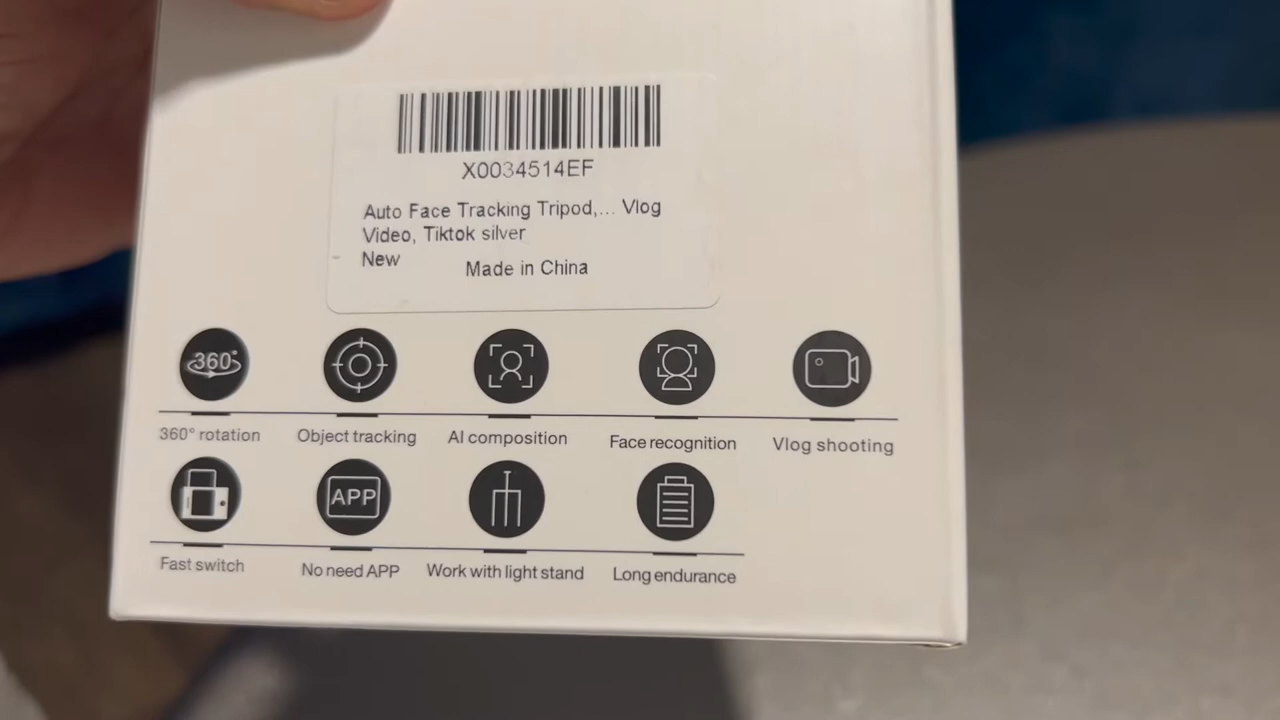 X0034514EF
Auto Face Tracking Tripod,... Vlog
Video, Tiktok silver
New Made in China
360°
360° rotation Object tracking AI composition Face recognition Vlog shooting
APP
Fast switch No need APP Work with light stand Long endurance